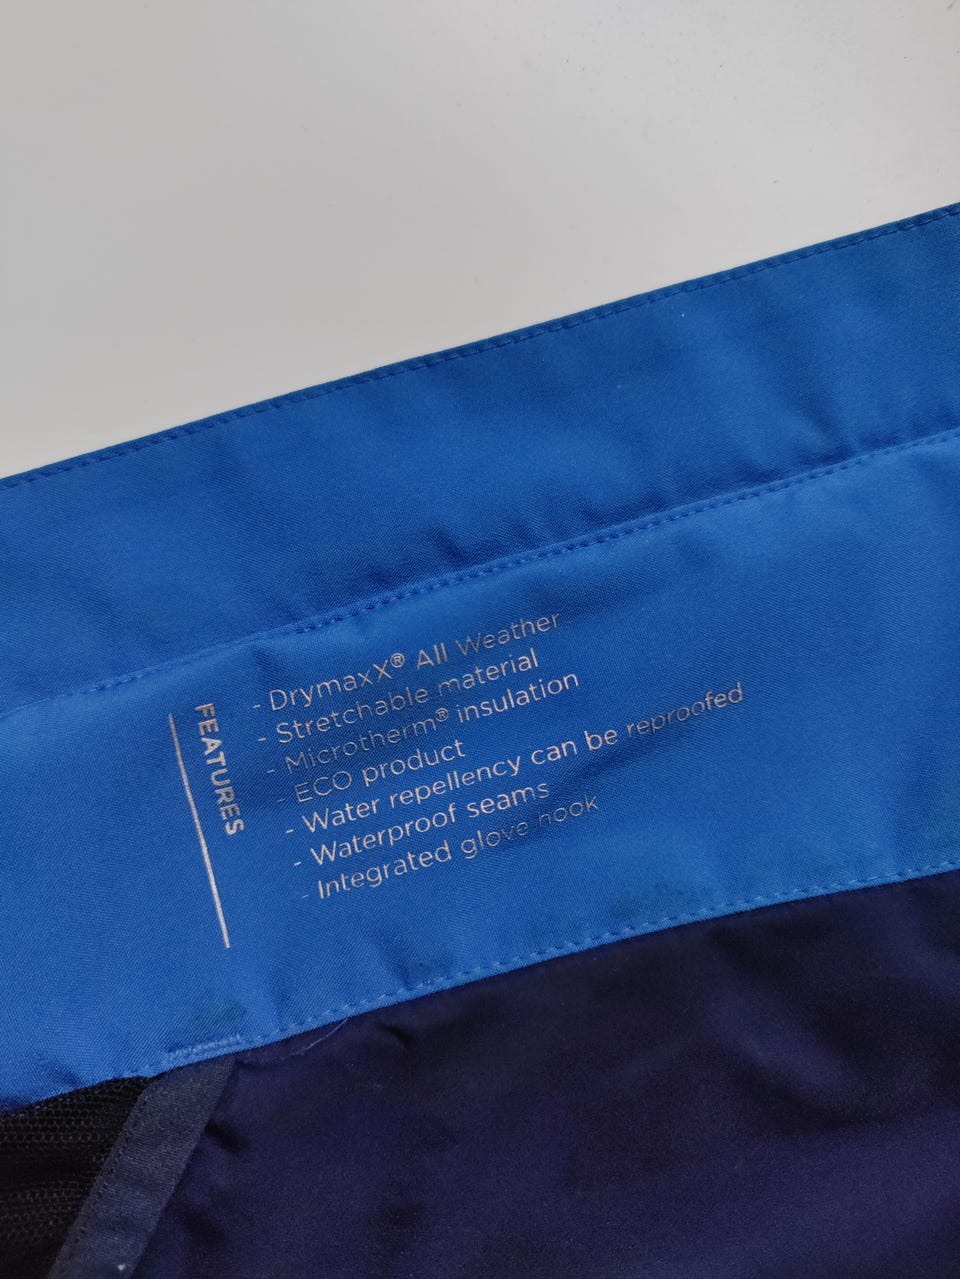 FEATURES
- DrymaxX® All Weather
- Stretchable material
- Microtherm® insulation
- ECO product
- Water repellency can be reproofed
- Waterproof seams
- Integrated glove hook